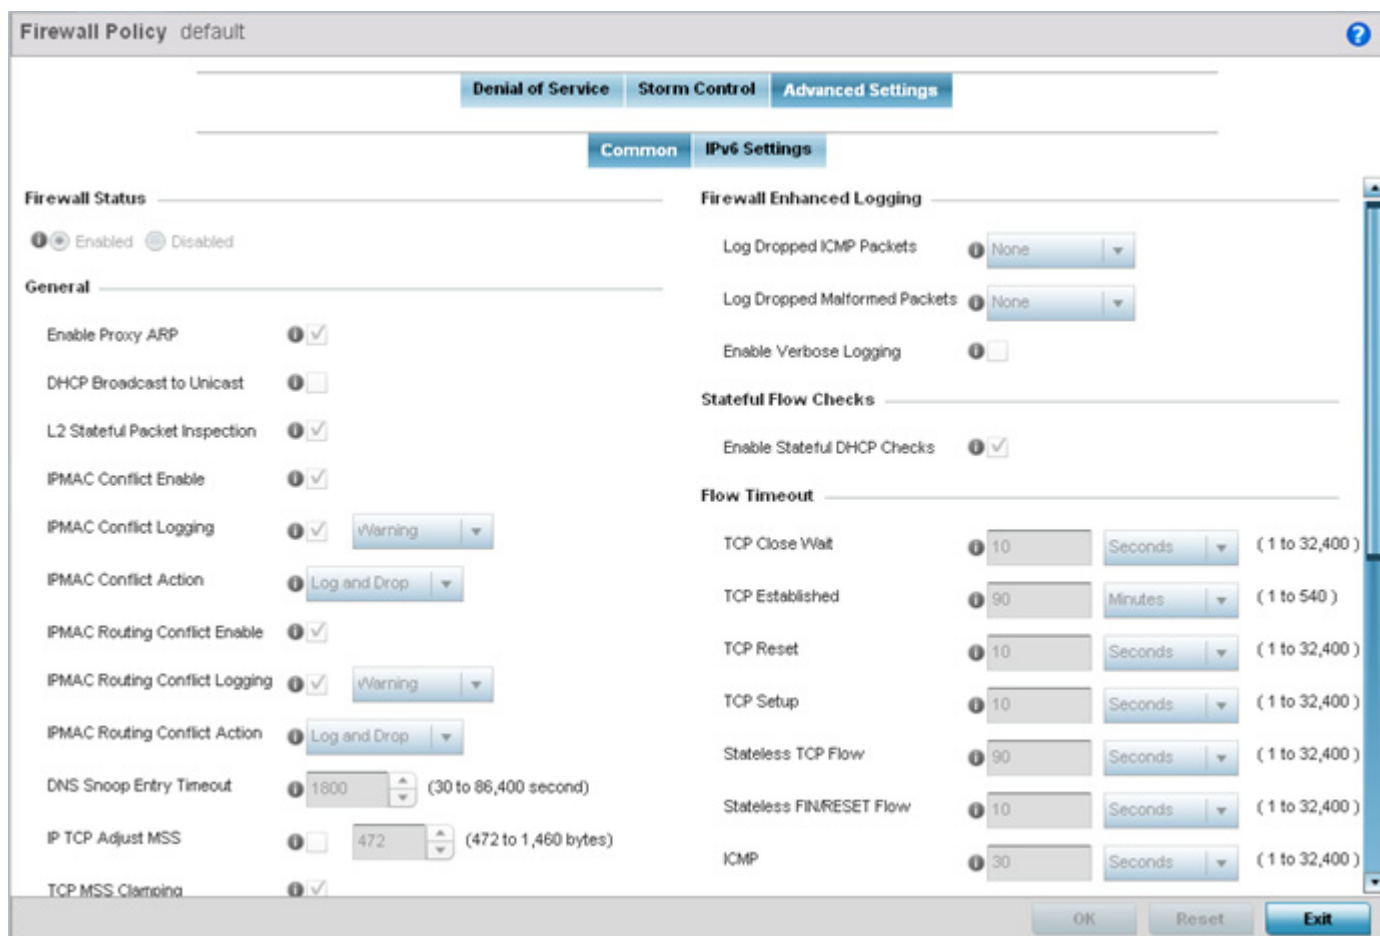 Firewall Policy default
Denial of Service Storm Control Advanced Settings
Common IPv6 Settings
Firewall Status
Enabled Disabled
General
Enable Proxy ARP
DHCP Broadcast to Unicast
L2 Stateful Packet Inspection
IPMAC Conflict Enable
IPMAC Conflict Logging Warning
IPMAC Conflict Action Log and Drop
IPMAC Routing Conflict Enable
IPMAC Routing Conflict Logging Warning
IPMAC Routing Conflict Action Log and Drop
DNS Snoop Entry Timeout 1800 (30 to 86,400 second)
IP TCP Adjust MSS 472 (472 to 1,460 bytes)
TCP MSS Clamping
Firewall Enhanced Logging
Log Dropped ICMP Packets None
Log Dropped Malformed Packets None
Enable Verbose Logging
Stateful Flow Checks
Enable Stateful DHCP Checks
Flow Timeout
TCP Close Wait 10 Seconds ( 1 to 32,400 )
TCP Established 90 Minutes ( 1 to 540 )
TCP Reset 10 Seconds ( 1 to 32,400 )
TCP Setup 10 Seconds ( 1 to 32,400 )
Stateless TCP Flow 90 Seconds ( 1 to 32,400 )
Stateless FIN/RESET Flow 10 Seconds ( 1 to 32,400 )
ICMP 30 Seconds ( 1 to 32,400 )
OK Reset Exit